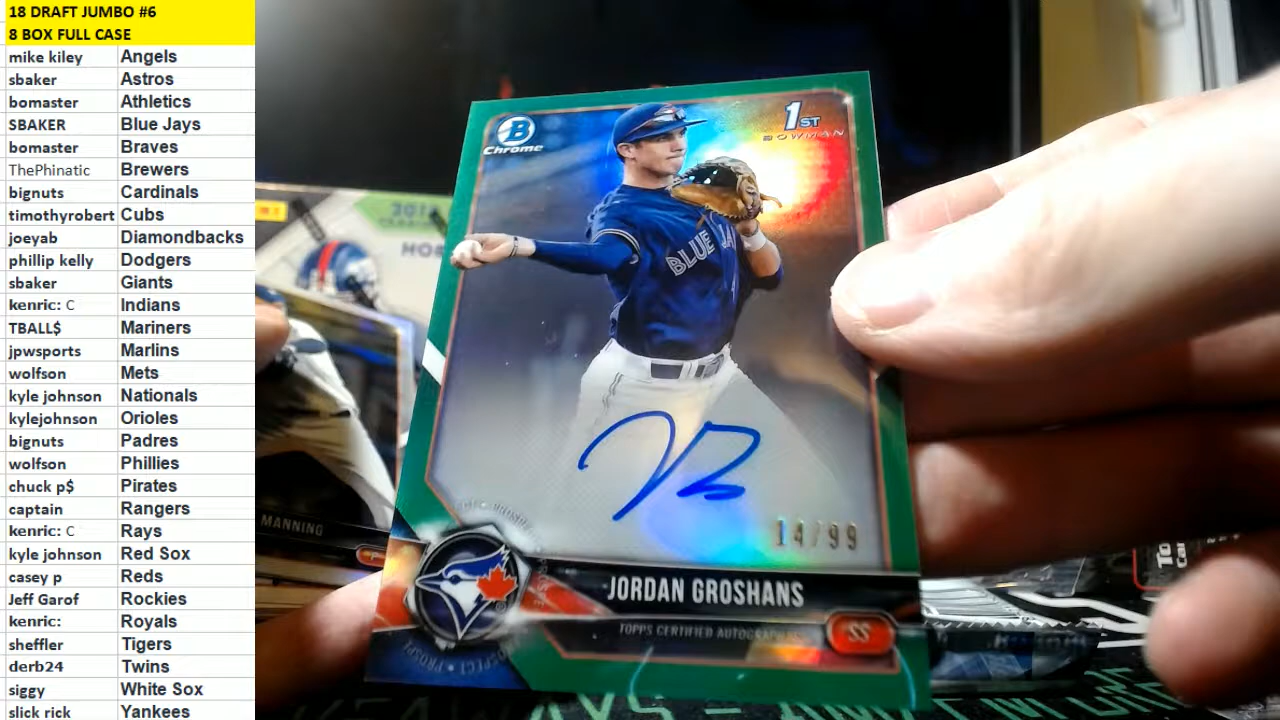 18 DRAFT JUMBO #6
8 BOX FULL CASE
mike kiley Angels
sbaker Astros
bomaster Athletics
SBAKER Blue Jays
bomaster Braves
ThePhinatic Brewers
bignuts Cardinals
timothyrobert Cubs
joeyab Diamondbacks
phillip kelly Dodgers
sbaker Giants
kenric: C Indians
TBALL$ Mariners
jpwsports Marlins
wolfson Mets
kyle johnson Nationals
kylejohnson Orioles
bignuts Padres
wolfson Phillies
chuck p$ Pirates
captain Rangers
kenric: C Rays
kyle johnson Red Sox
casey p Reds
Jeff Garof Rockies
kenric: Royals
sheffler Tigers
derb24 Twins
siggy White Sox
slick rick Yankees
B
Chrome
1ST
BOWMAN
BLUE JA
14/99
JORDAN GROSHANS
TOPPS CERTIFIED AUTOGRAPH
SS
PROSPECT
MANNING